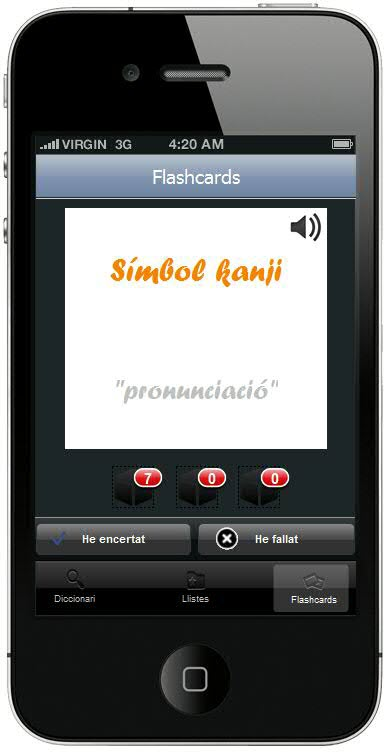 VIRGIN 3G 4:20 AM
Flashcards
Símbol kanji
"pronunciació"
7 0 0
He encertat He fallat
Diccionari Llistes Flashcards